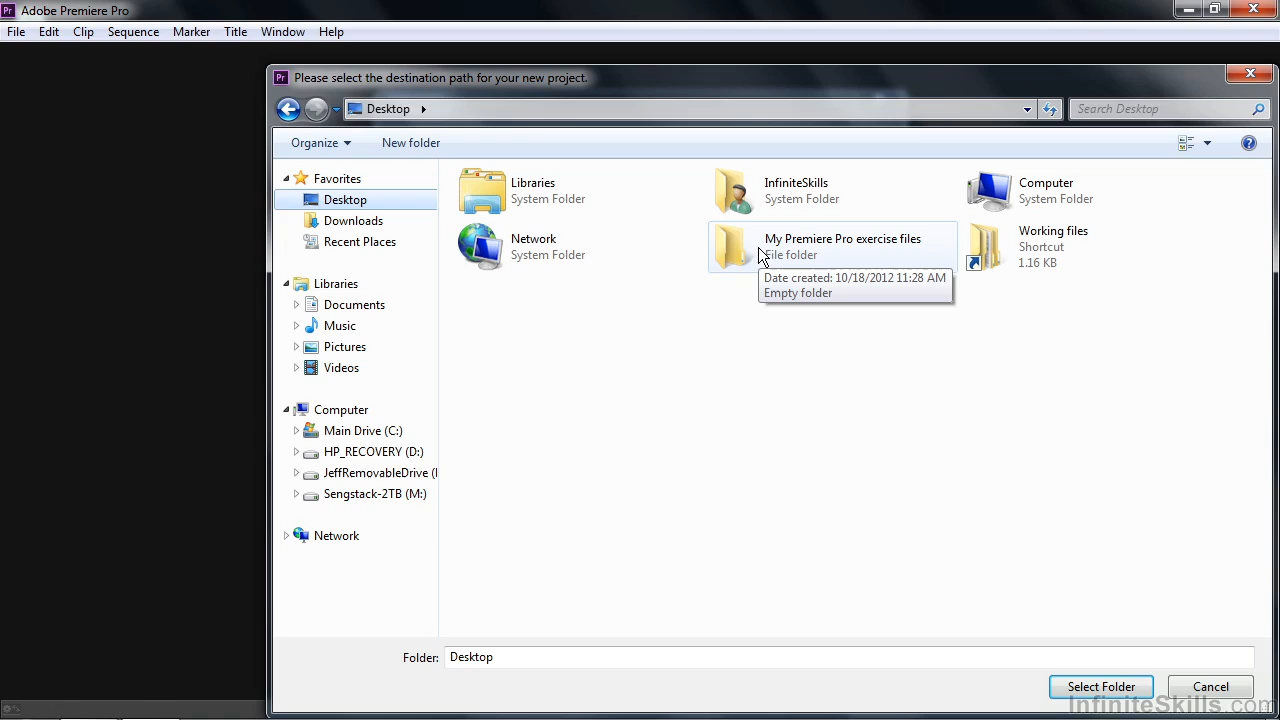 Pr Adobe Premiere Pro
File Edit Clip Sequence Marker Title Window Help
Pr Please select the destination path for your new project.
Desktop
Search Desktop
Organize New folder
Favorites
Desktop
Downloads
Recent Places
Libraries
Documents
Music
Pictures
Videos
Computer
Main Drive (C:)
HP_RECOVERY (D:)
JeffRemovableDrive (
Sengstack-2TB (M:)
Network
Libraries
System Folder
InfiniteSkills
System Folder
Computer
System Folder
Network
System Folder
My Premiere Pro exercise files
File folder
Working files
Shortcut
1.16 KB
Date created: 10/18/2012 11:28 AM
Empty folder
Folder: Desktop
Select Folder Cancel
InfiniteSkills.com